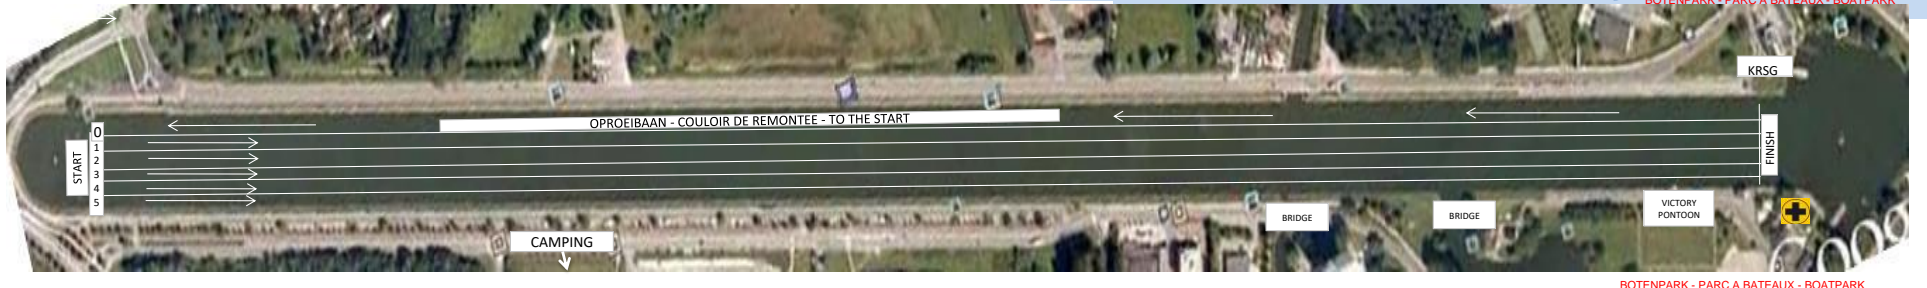 BOTENPARK - PARC A BATEAUX - BOATPARK
KRSG
OPROEIBAAN - COULOIR DE REMONTEE - TO THE START
START
0
1
2
3
4
5
FINISH
BRIDGE
BRIDGE
VICTORY
PONTOON
CAMPING
BOTENPARK - PARC A BATEAUX - BOATPARK